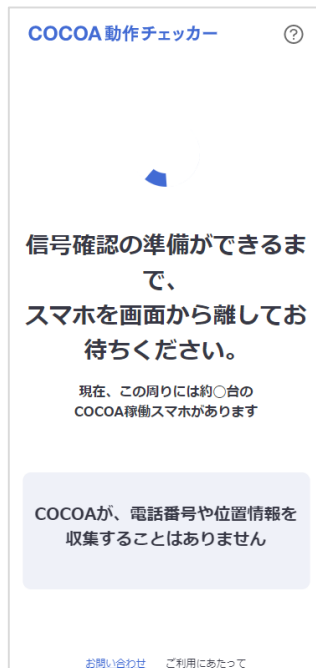 COCOA動作チェッカー ?
信号確認の準備ができるま
で、
スマホを画面から離してお
待ちください。
現在、この周りには約○台の
COCOA稼働スマホがあります
COCOAが、電話番号や位置情報を
収集することはありません
お問い合わせ ご利用にあたって